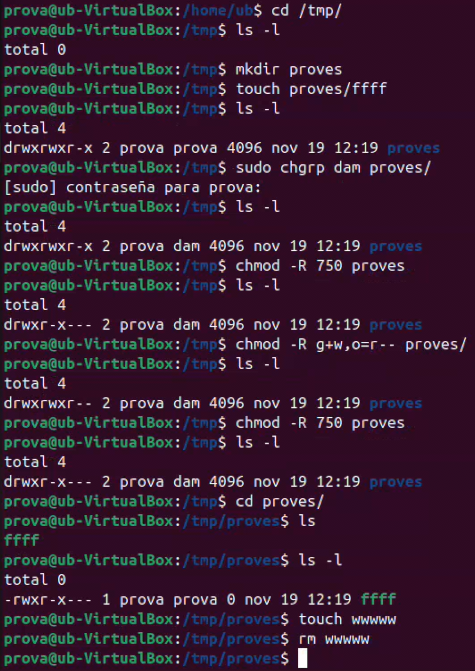 prova@ub-VirtualBox:/home/ub$ cd /tmp/
prova@ub-VirtualBox:/tmp$ ls -l
total 0
prova@ub-VirtualBox:/tmp$ mkdir proves
prova@ub-VirtualBox:/tmp$ touch proves/ffff
prova@ub-VirtualBox:/tmp$ ls -l
total 4
drwxrwxr-x 2 prova prova 4096 nov 19 12:19 proves
prova@ub-VirtualBox:/tmp$ sudo chgrp dam proves/
[sudo] contraseña para prova:
prova@ub-VirtualBox:/tmp$ ls -l
total 4
drwxrwxr-x 2 prova dam 4096 nov 19 12:19 proves
prova@ub-VirtualBox:/tmp$ chmod -R 750 proves
prova@ub-VirtualBox:/tmp$ ls -l
total 4
drwxr-x--- 2 prova dam 4096 nov 19 12:19 proves
prova@ub-VirtualBox:/tmp$ chmod -R g+w,o=r-- proves/
prova@ub-VirtualBox:/tmp$ ls -l
total 4
drwxrwxr-- 2 prova dam 4096 nov 19 12:19 proves
prova@ub-VirtualBox:/tmp$ chmod -R 750 proves
prova@ub-VirtualBox:/tmp$ ls -l
total 4
drwxr-x--- 2 prova dam 4096 nov 19 12:19 proves
prova@ub-VirtualBox:/tmp$ cd proves/
prova@ub-VirtualBox:/tmp/proves$ ls
ffff
prova@ub-VirtualBox:/tmp/proves$ ls -l
total 0
-rwxr-x--- 1 prova prova 0 nov 19 12:19 ffff
prova@ub-VirtualBox:/tmp/proves$ touch wwwww
prova@ub-VirtualBox:/tmp/proves$ rm wwwww
prova@ub-VirtualBox:/tmp/proves$